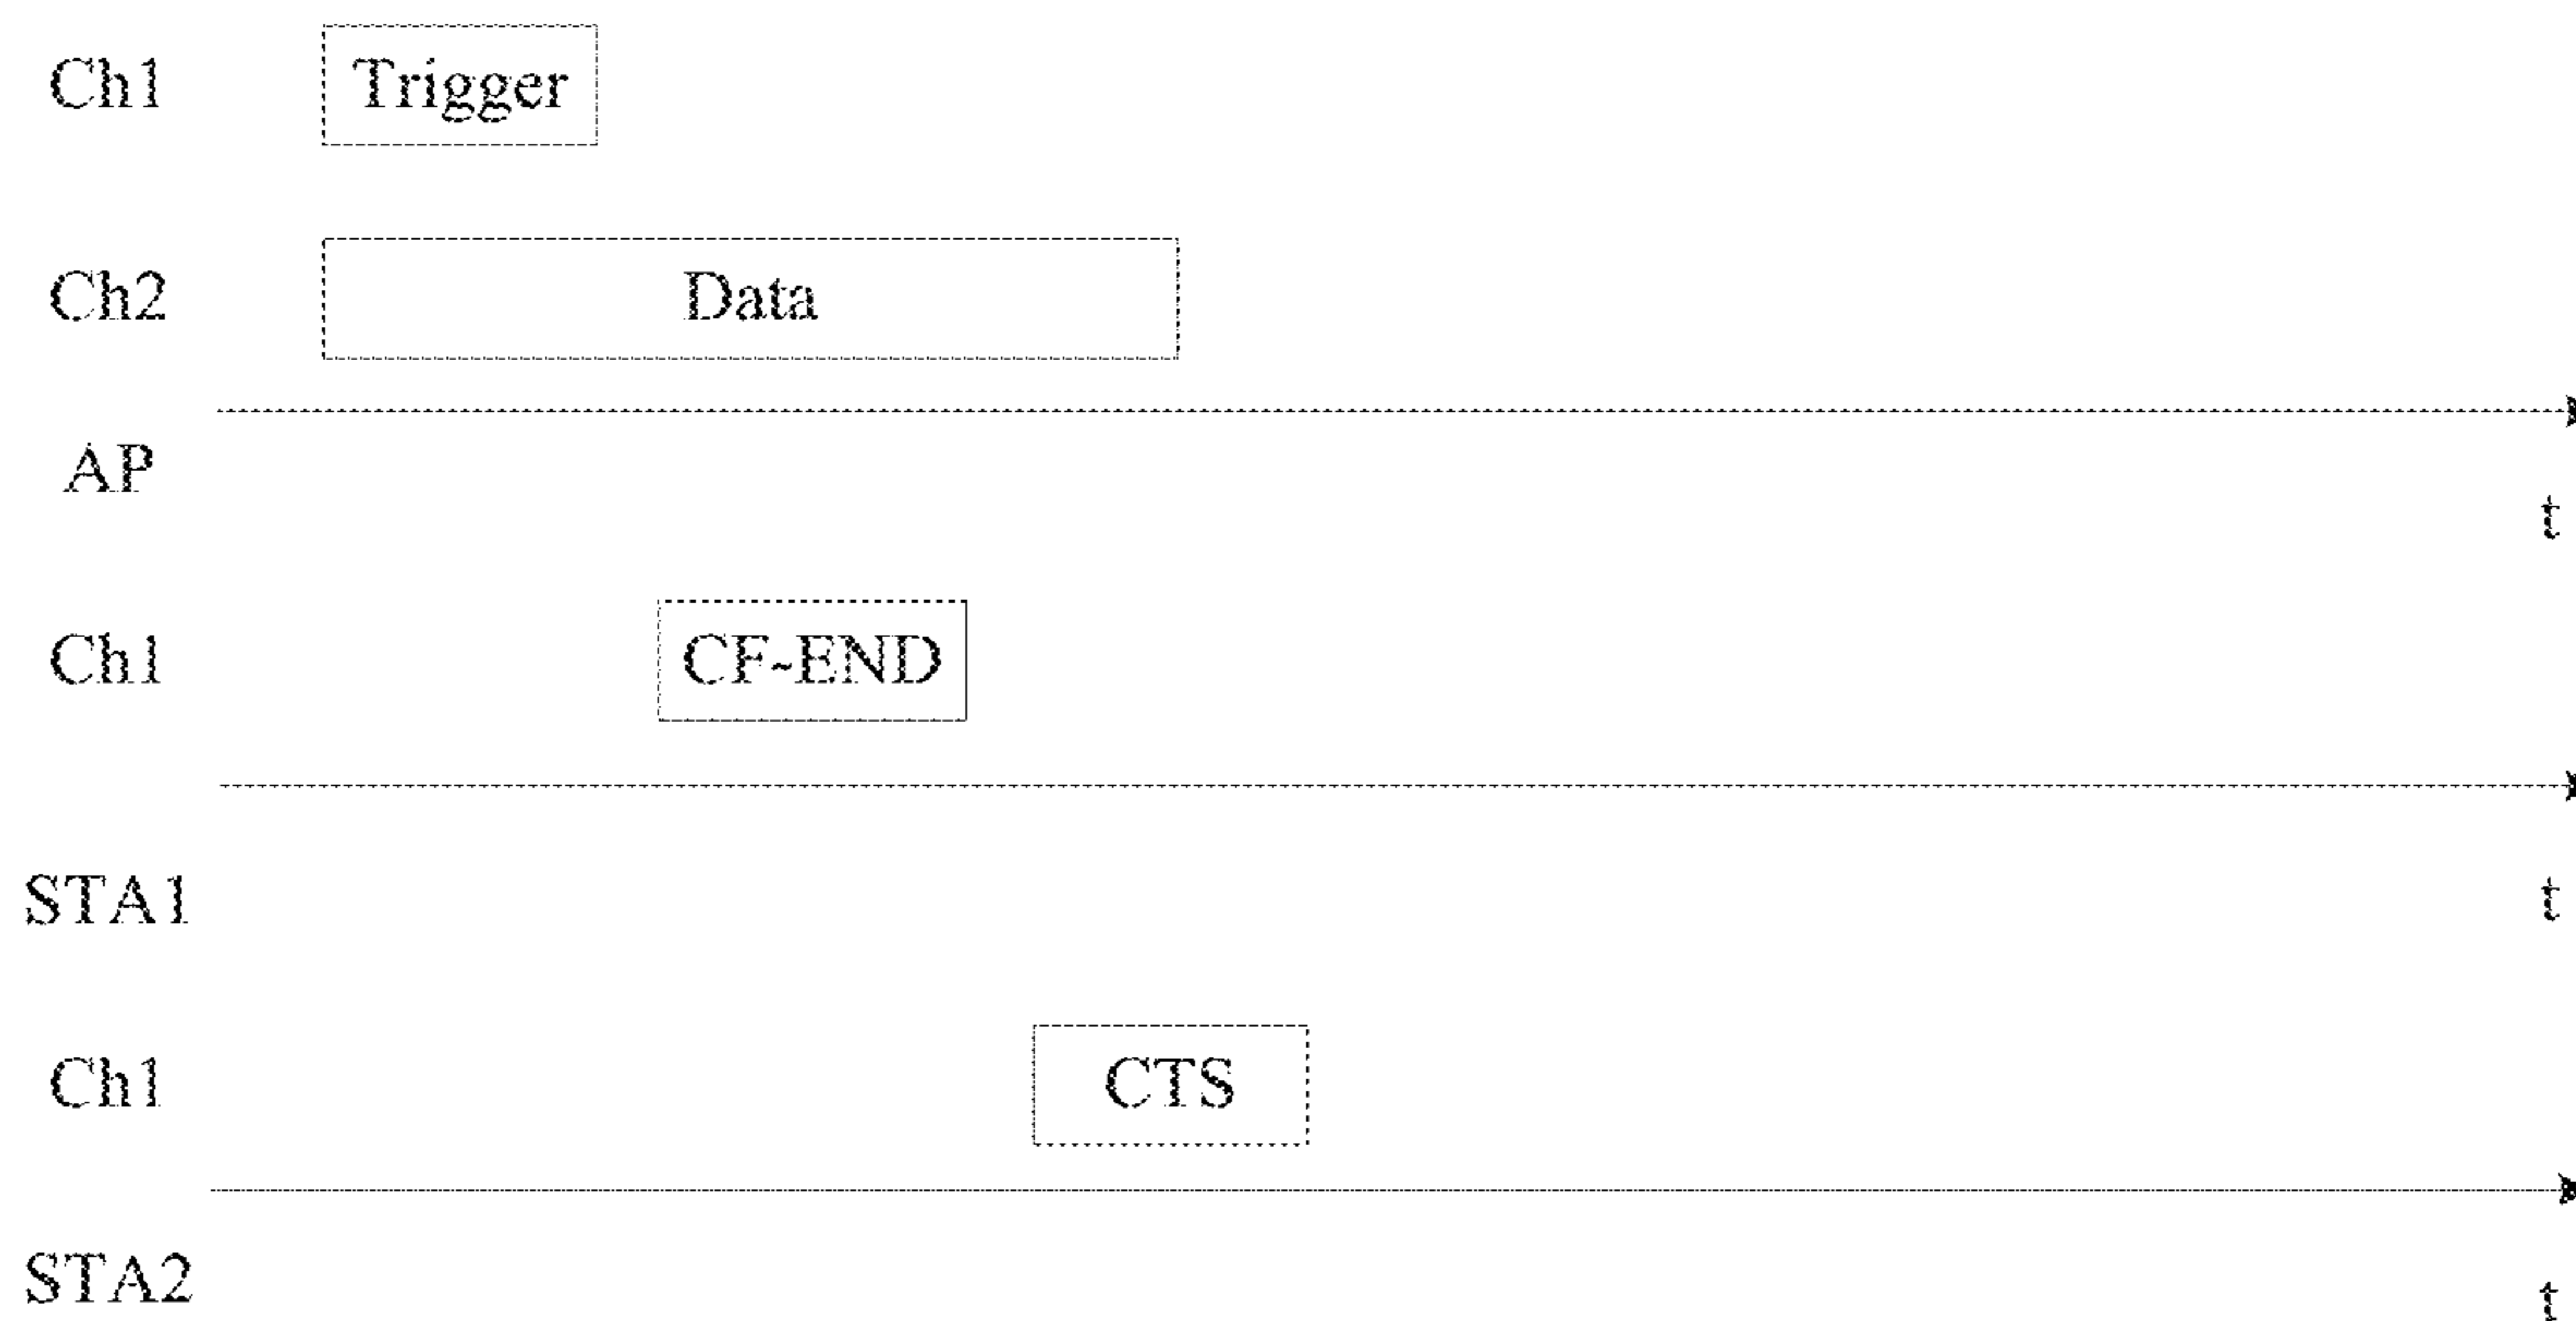 Ch1 Trigger
Ch2 Data
AP
t
Ch1 CF-END
STA1 t
Ch1 CTS
STA2
t